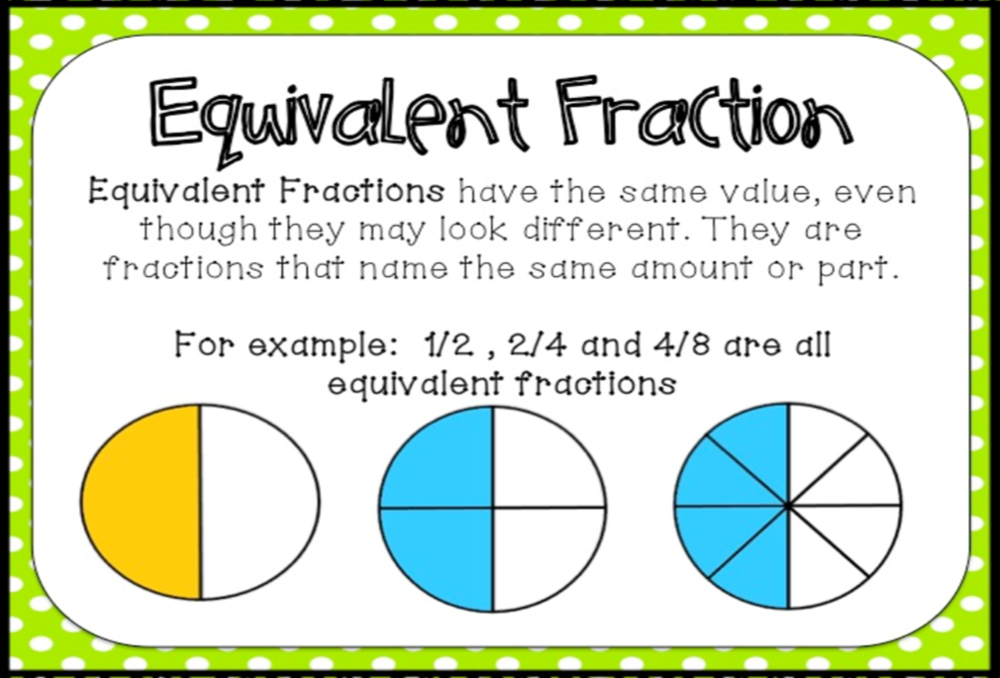 Equivalent Fraction
Equivalent Fractions have the same value, even
though they may look different. They are
fractions that name the same amount or part.
For example: 1/2 , 2/4 and 4/8 are all
equivalent fractions